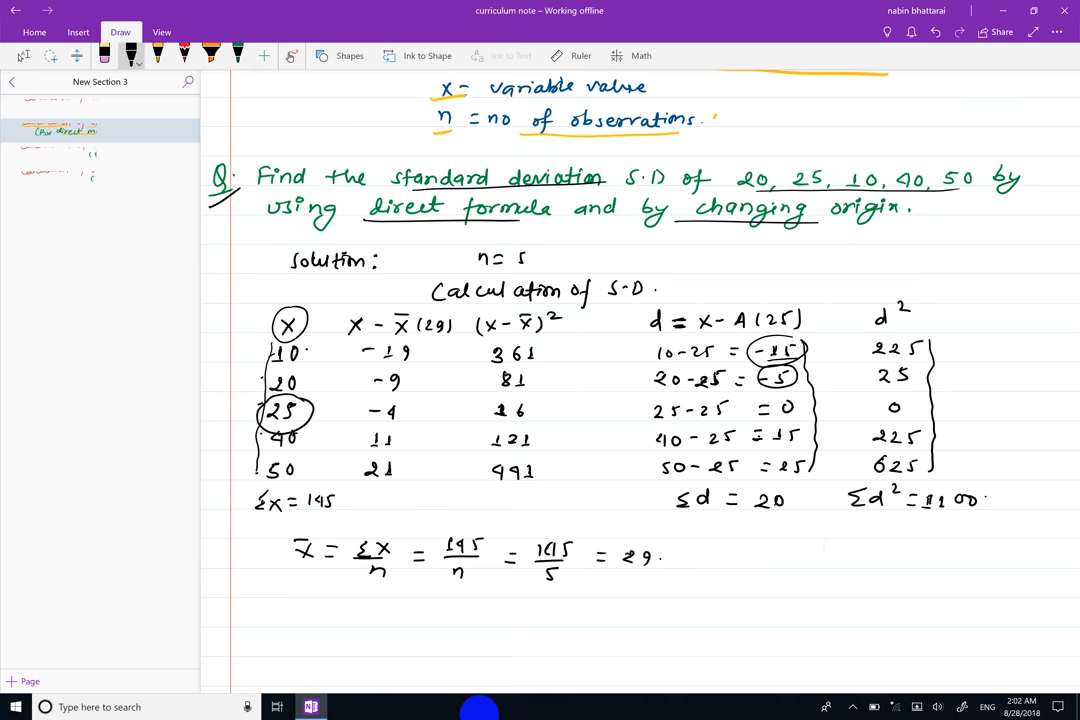 curriculum note – Working offline
nabin bhattarai
Home Insert Draw View
Share
Shapes Ink to Shape Ink to Text Ruler Math
New Section 3
x - variable value
n = no of observations.
Q. Find the standard deviation S.D of 20, 25, 10, 40, 50 by
using direct formula and by changing origin.
Solution: n = 5
Calculation of S.D.
X X - X̄ (29) (X - X̄)² d = X - A (25) d²
10 -19 361 10-25 = -15 225
20 -9 81 20-25 = -5 25
25 -4 16 25-25 = 0 0
40 11 121 40-25 = 15 225
50 21 441 50-25 = 25 625
Σx = 145 Σd = 20 Σd² = 1100.
X̄ = ΣX/n = 145/n = 145/5 = 29.
Page
Type here to search
2:02 AM
8/28/2018